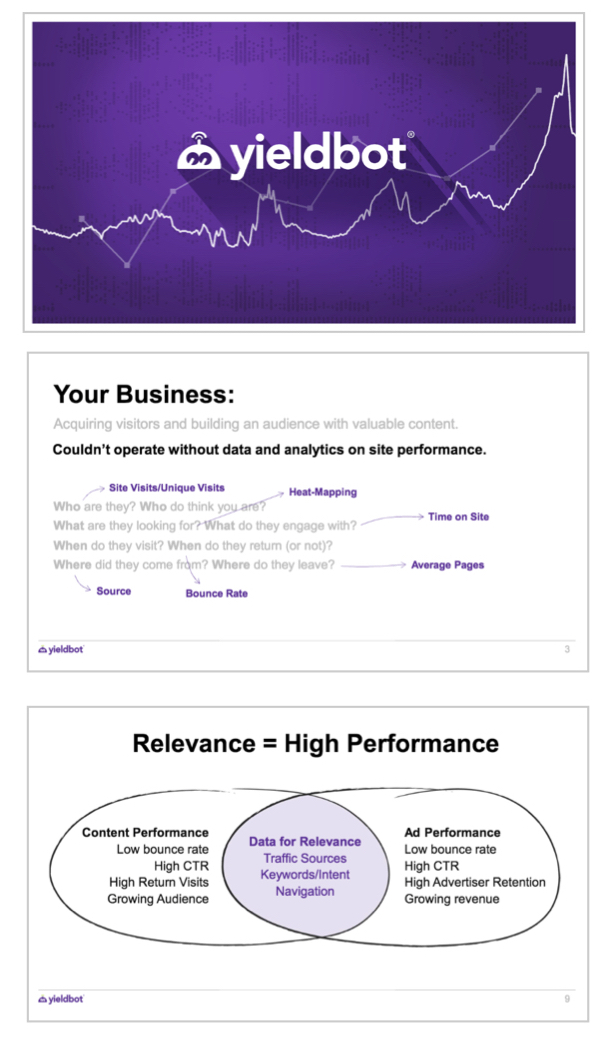 yieldbot®
Your Business:
Acquiring visitors and building an audience with valuable content.
Couldn't operate without data and analytics on site performance.
Site Visits/Unique Visits
Heat-Mapping
Who are they? Who do think you are?
What are they looking for? What do they engage with?
Time on Site
When do they visit? When do they return (or not)?
Where did they come from? Where do they leave?
Average Pages
Source
Bounce Rate
yieldbot
3
Relevance = High Performance
Content Performance
Low bounce rate
High CTR
High Return Visits
Growing Audience
Data for Relevance
Traffic Sources
Keywords/Intent
Navigation
Ad Performance
Low bounce rate
High CTR
High Advertiser Retention
Growing revenue
yieldbot
9